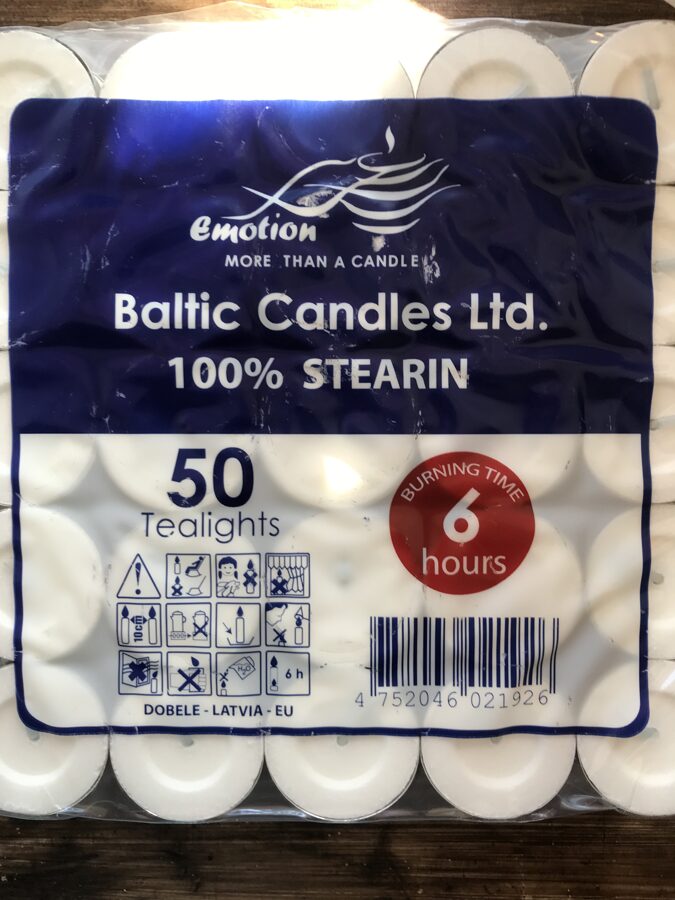 Emotion
MORE THAN A CANDLE
Baltic Candles Ltd.
100% STEARIN
50
Tealights
BURNING TIME
6
hours
10cm
H₂O
6 h
DOBELE - LATVIA - EU
4 752046 021926